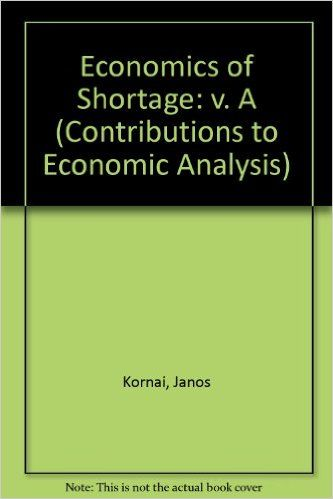 Economics of
Shortage: v. A
(Contributions to
Economic Analysis)
Kornai, Janos
Note: This is not the actual book cover